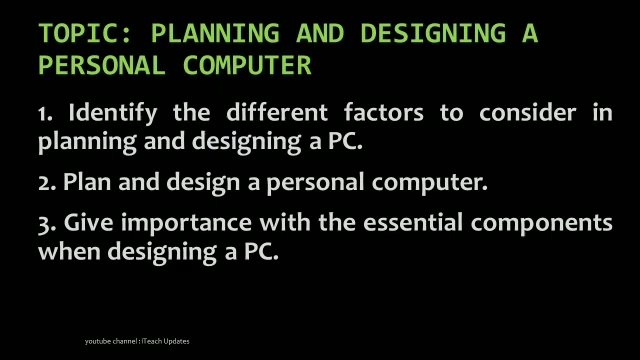 TOPIC: PLANNING AND DESIGNING A
PERSONAL COMPUTER
1. Identify the different factors to consider in
planning and designing a PC.
2. Plan and design a personal computer.
3. Give importance with the essential components
when designing a PC.
youtube channel : iTeach Updates